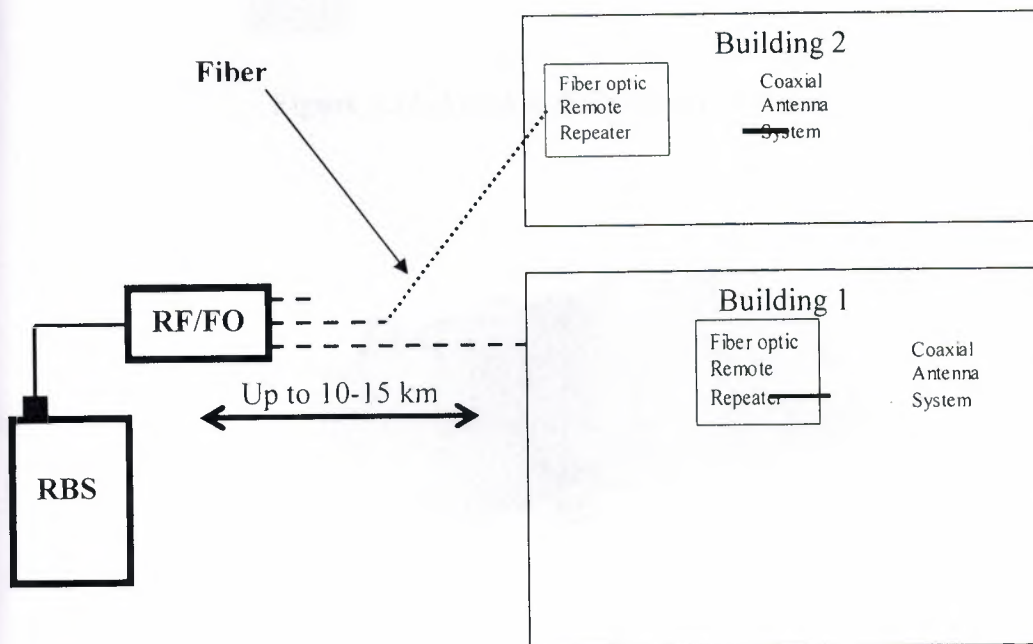 Building 2
Fiber
Fiber optic
Remote
Repeater
Coaxial
Antenna
System
RF/FO
Up to 10-15 km
RBS
Building 1
Fiber optic
Remote
Repeater
Coaxial
Antenna
System